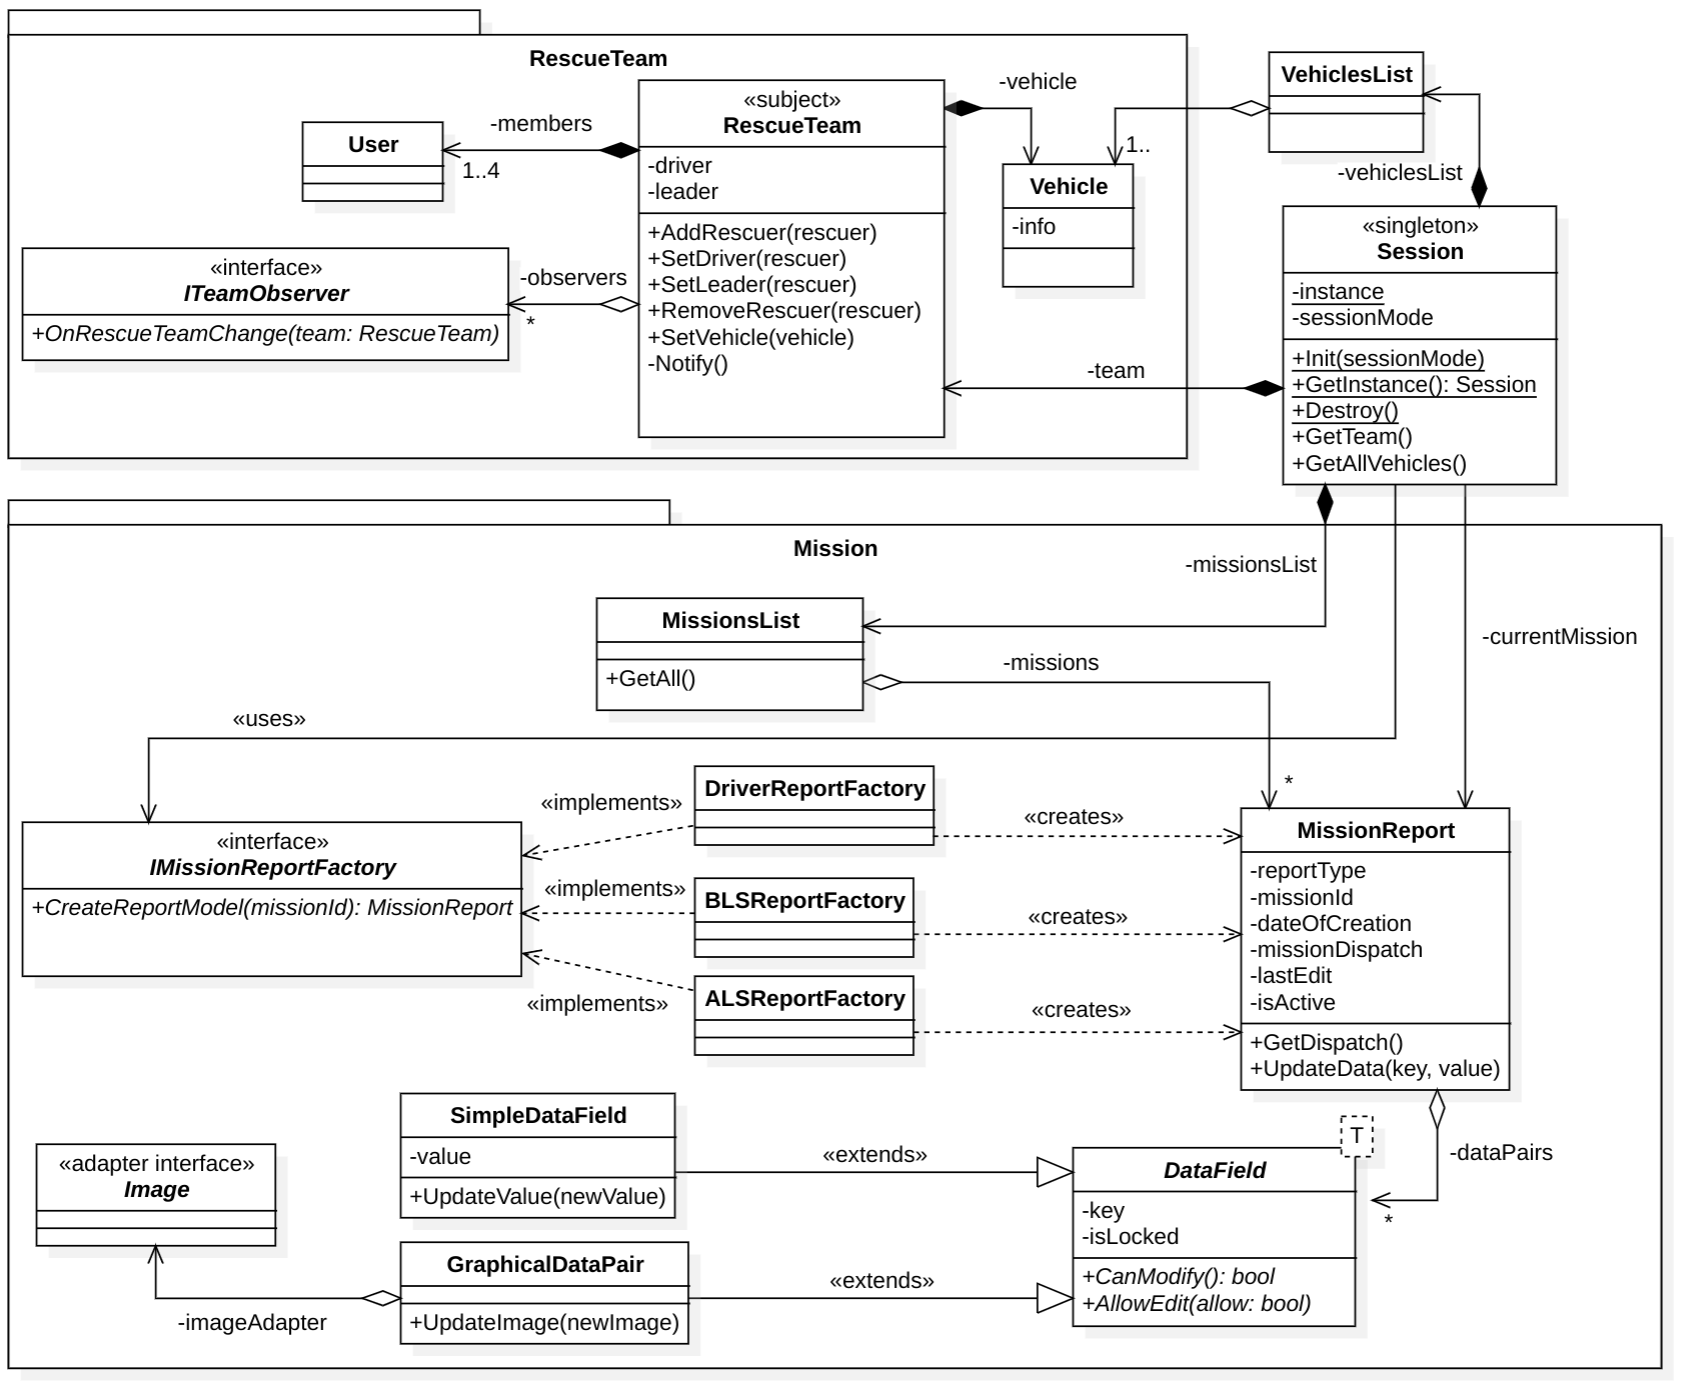 RescueTeam
«subject»
RescueTeam
-driver
-leader
+AddRescuer(rescuer)
+SetDriver(rescuer)
+SetLeader(rescuer)
+RemoveRescuer(rescuer)
+SetVehicle(vehicle)
-Notify()
-members
1..4
User
«interface»
ITeamObserver
+OnRescueTeamChange(team: RescueTeam)
-observers
*
-vehicle
1..
Vehicle
-info
VehiclesList
-vehiclesList
«singleton»
Session
-instance
-sessionMode
+Init(sessionMode)
+GetInstance(): Session
+Destroy()
+GetTeam()
+GetAllVehicles()
-team
Mission
-missionsList
-currentMission
MissionsList
+GetAll()
-missions
*
«uses»
«interface»
IMissionReportFactory
+CreateReportModel(missionId): MissionReport
«implements»
DriverReportFactory
«creates»
«implements»
BLSReportFactory
«creates»
«implements»
ALSReportFactory
«creates»
MissionReport
-reportType
-missionId
-dateOfCreation
-missionDispatch
-lastEdit
-isActive
+GetDispatch()
+UpdateData(key, value)
-dataPairs
*
SimpleDataField
-value
+UpdateValue(newValue)
«extends»
T
DataField
-key
-isLocked
+CanModify(): bool
+AllowEdit(allow: bool)
«adapter interface»
Image
-imageAdapter
GraphicalDataPair
+UpdateImage(newImage)
«extends»